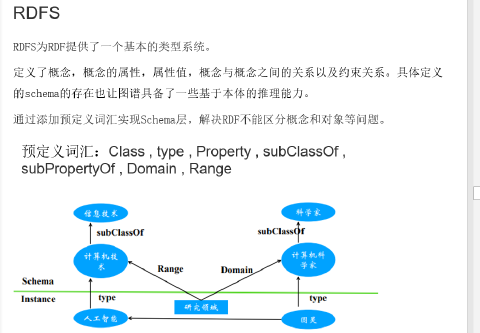 RDFS
RDFS为RDF提供了一个基本的类型系统。
定义了概念，概念的属性，属性值，概念与概念之间的关系以及约束关系。具体定义
的schema的存在也让图谱具备了一些基于本体的推理能力。
通过添加预定义词汇实现Schema层，解决RDF不能区分概念和对象等问题。
预定义词汇：Class , type , Property , subClassOf ,
subPropertyOf , Domain , Range
信息技术
科学家
subClassOf
subClassOf
计算机技
术
计算机科
学家
Range
Domain
Schema
Instance
type
type
研究领域
人工智能
图灵